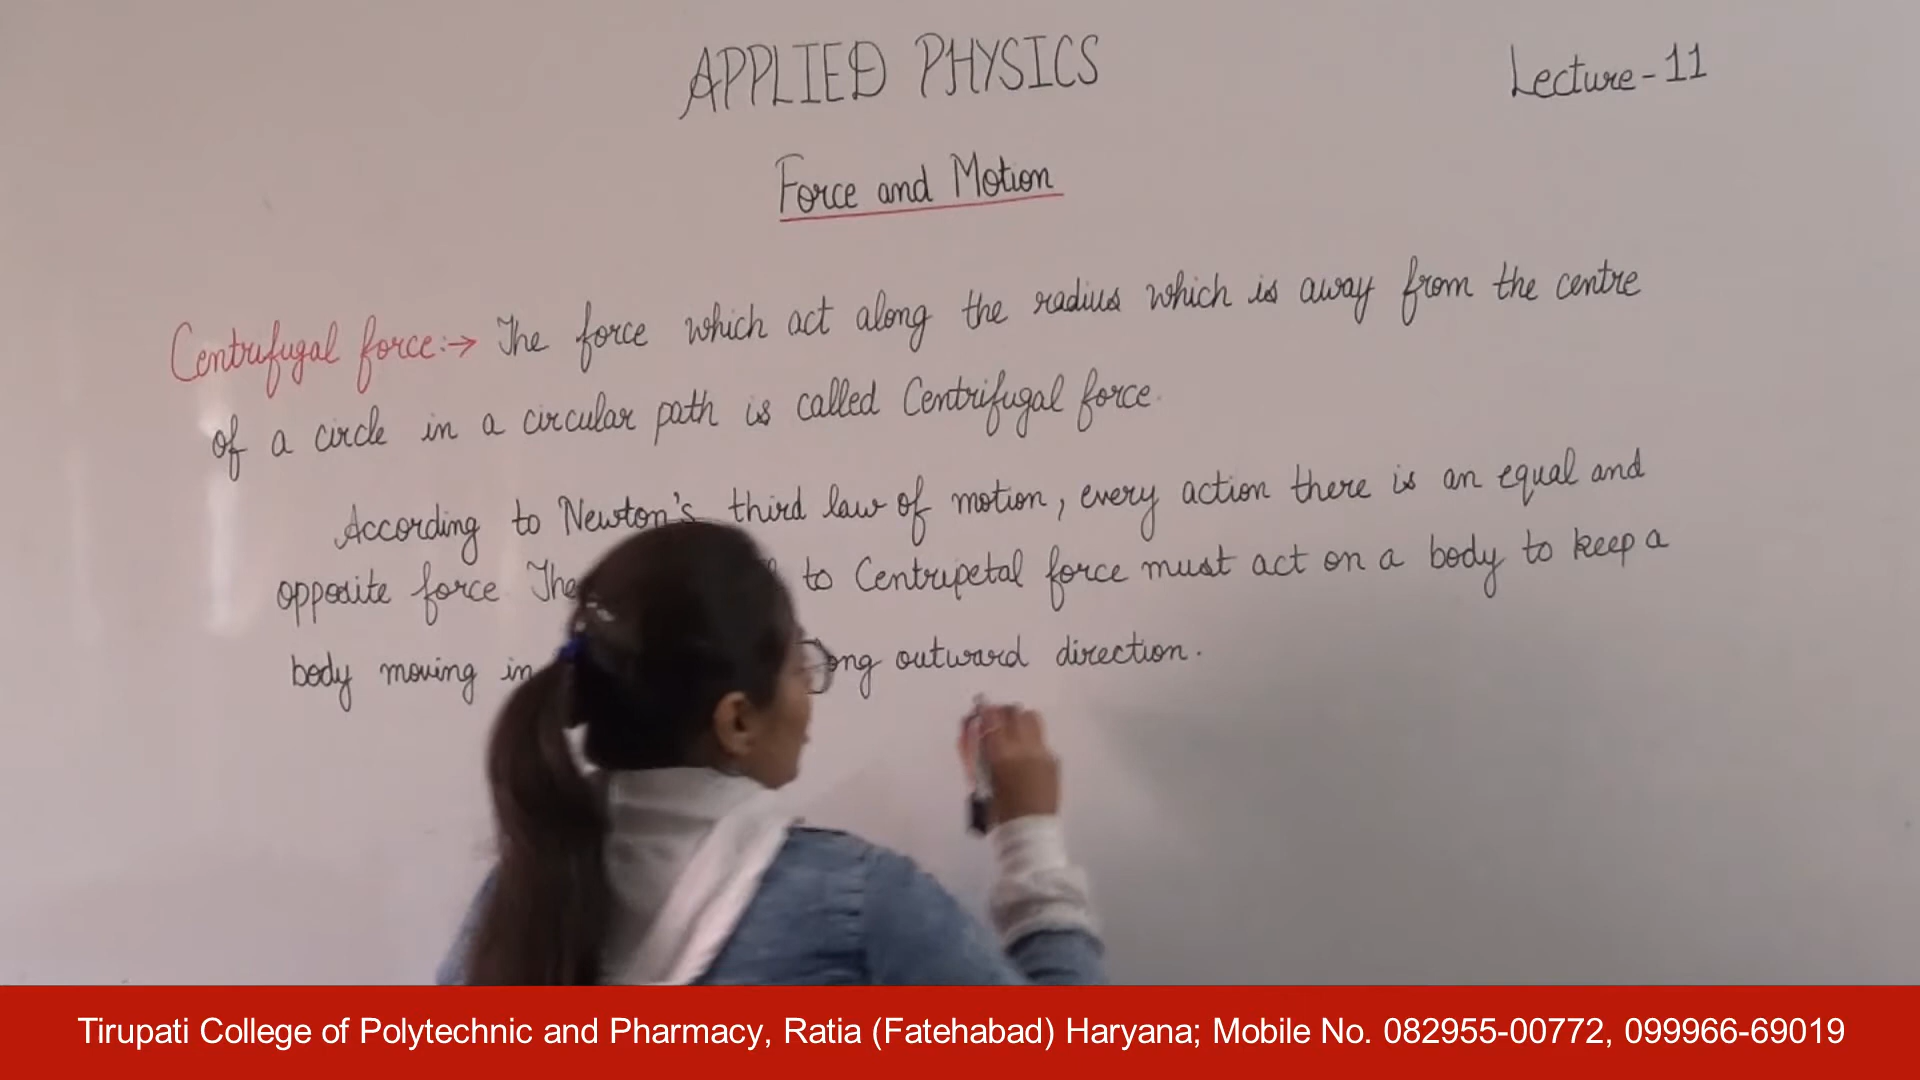 APPLIED PHYSICS
Lecture-11
Force and Motion
Centrifugal force:→ The force which act along the radius which is away from the centre
of a circle in a circular path is called Centrifugal force.
According to Newton's third law of motion, every action there is an equal and
opposite force. to Centripetal force must act on a body to keep a
body moving in outward direction.
Tirupati College of Polytechnic and Pharmacy, Ratia (Fatehabad) Haryana; Mobile No. 082955-00772, 099966-69019